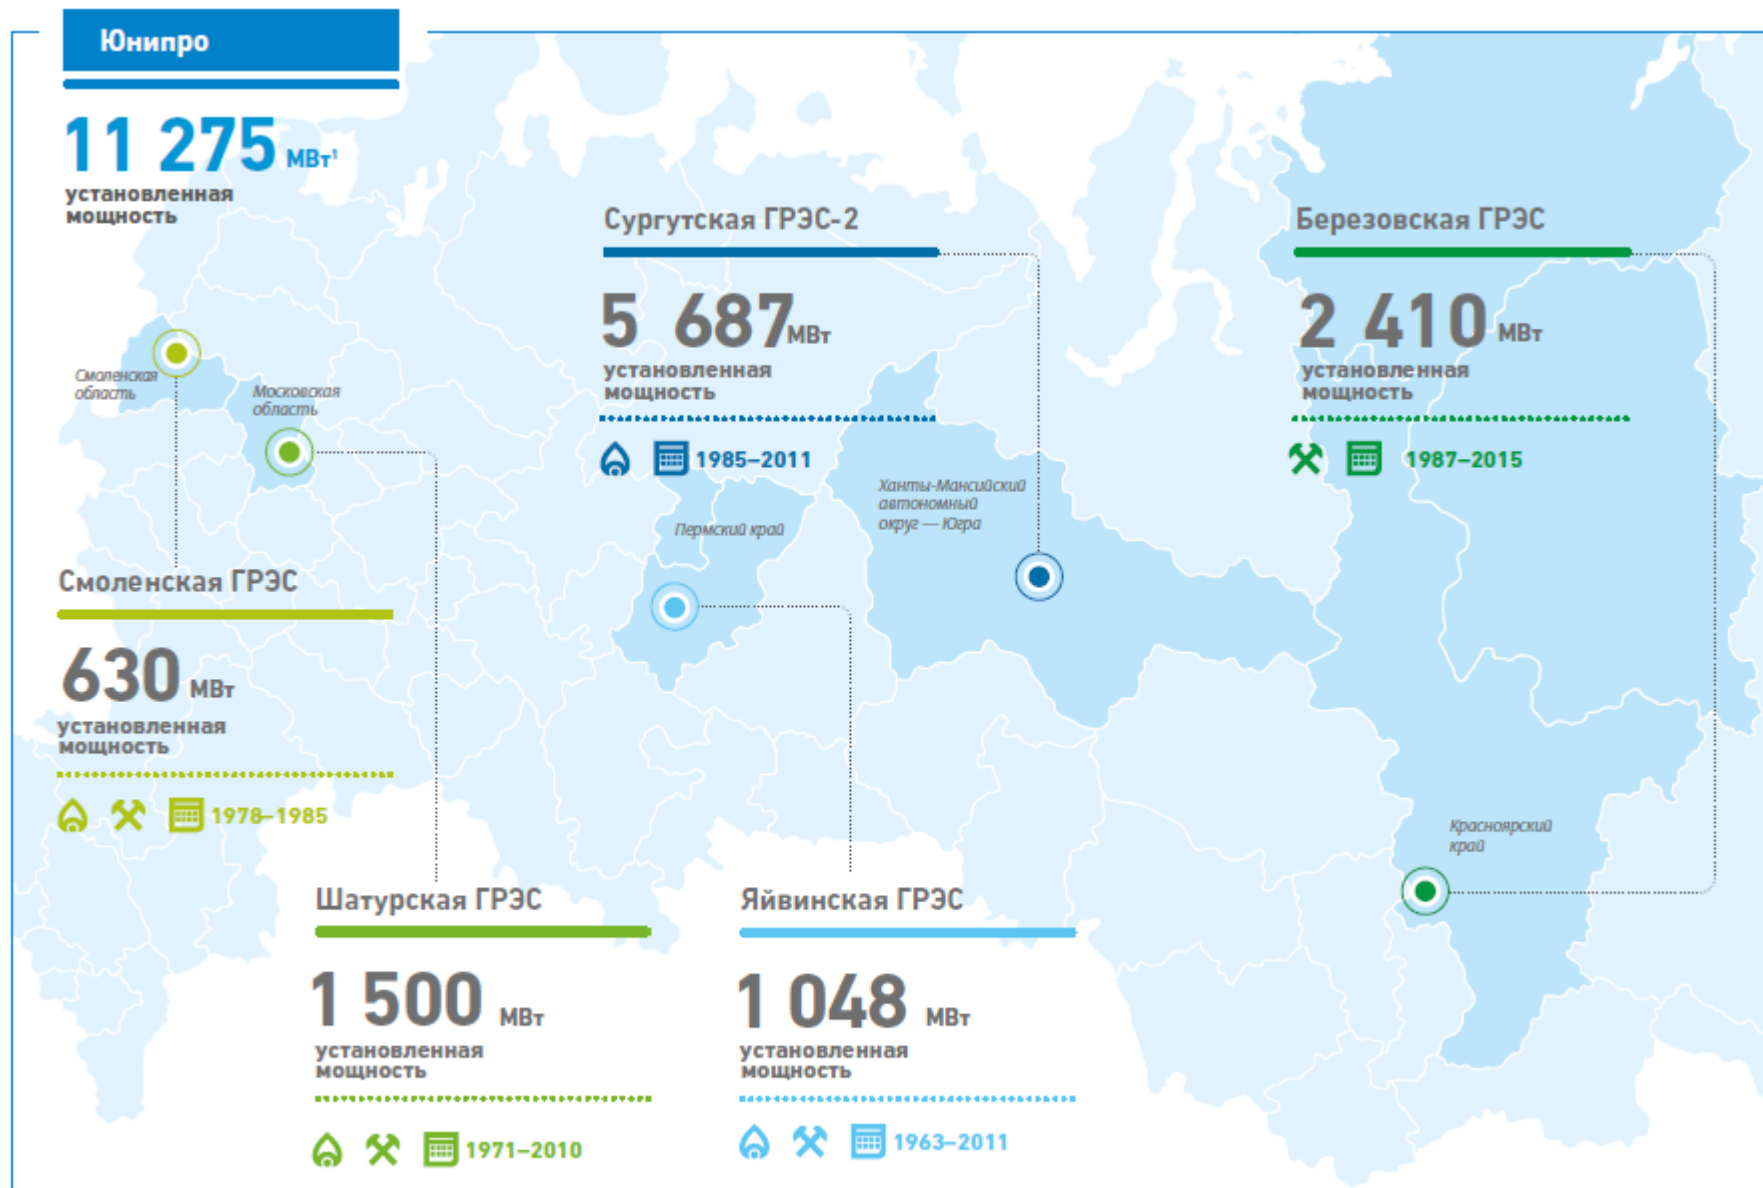 Юнипро
11 275 МВт¹
установленная
мощность
Сургутская ГРЭС-2
5 687 МВт
установленная
мощность
1985–2011
Березовская ГРЭС
2 410 МВт
установленная
мощность
1987–2015
Смоленская
область
Московская
область
Ханты-Мансийский
автономный
округ — Югра
Пермский край
Смоленская ГРЭС
630 МВт
установленная
мощность
1978–1985
Красноярский
край
Шатурская ГРЭС
1 500 МВт
установленная
мощность
1971–2010
Яйвинская ГРЭС
1 048 МВт
установленная
мощность
1963–2011